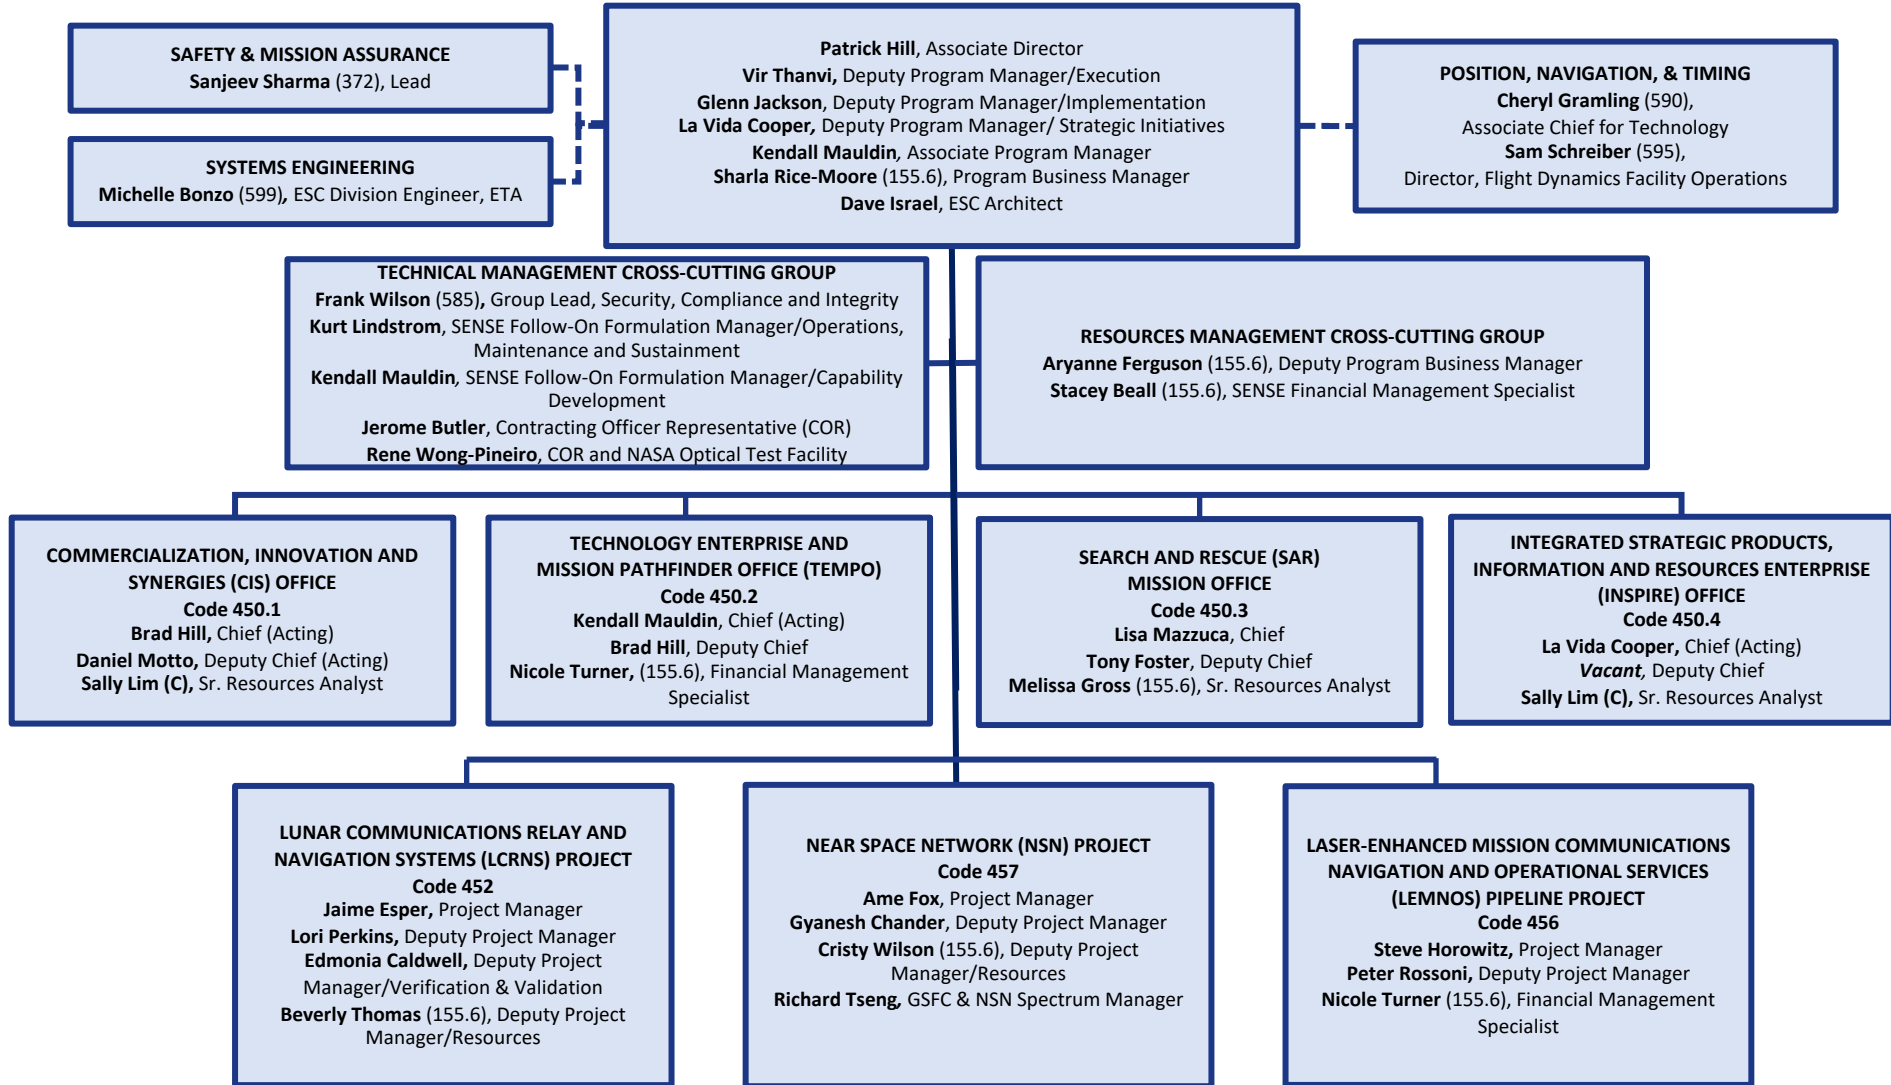 SAFETY & MISSION ASSURANCE
Sanjeev Sharma (372), Lead
SYSTEMS ENGINEERING
Michelle Bonzo (599), ESC Division Engineer, ETA
Patrick Hill, Associate Director
Vir Thanvi, Deputy Program Manager/Execution
Glenn Jackson, Deputy Program Manager/Implementation
La Vida Cooper, Deputy Program Manager/ Strategic Initiatives
Kendall Mauldin, Associate Program Manager
Sharla Rice-Moore (155.6), Program Business Manager
Dave Israel, ESC Architect
POSITION, NAVIGATION, & TIMING
Cheryl Gramling (590),
Associate Chief for Technology
Sam Schreiber (595),
Director, Flight Dynamics Facility Operations
TECHNICAL MANAGEMENT CROSS-CUTTING GROUP
Frank Wilson (585), Group Lead, Security, Compliance and Integrity
Kurt Lindstrom, SENSE Follow-On Formulation Manager/Operations,
Maintenance and Sustainment
Kendall Mauldin, SENSE Follow-On Formulation Manager/Capability
Development
Jerome Butler, Contracting Officer Representative (COR)
Rene Wong-Pineiro, COR and NASA Optical Test Facility
RESOURCES MANAGEMENT CROSS-CUTTING GROUP
Aryanne Ferguson (155.6), Deputy Program Business Manager
Stacey Beall (155.6), SENSE Financial Management Specialist
COMMERCIALIZATION, INNOVATION AND
SYNERGIES (CIS) OFFICE
Code 450.1
Brad Hill, Chief (Acting)
Daniel Motto, Deputy Chief (Acting)
Sally Lim (C), Sr. Resources Analyst
TECHNOLOGY ENTERPRISE AND
MISSION PATHFINDER OFFICE (TEMPO)
Code 450.2
Kendall Mauldin, Chief (Acting)
Brad Hill, Deputy Chief
Nicole Turner, (155.6), Financial Management
Specialist
SEARCH AND RESCUE (SAR)
MISSION OFFICE
Code 450.3
Lisa Mazzuca, Chief
Tony Foster, Deputy Chief
Melissa Gross (155.6), Sr. Resources Analyst
INTEGRATED STRATEGIC PRODUCTS,
INFORMATION AND RESOURCES ENTERPRISE
(INSPIRE) OFFICE
Code 450.4
La Vida Cooper, Chief (Acting)
Vacant, Deputy Chief
Sally Lim (C), Sr. Resources Analyst
LUNAR COMMUNICATIONS RELAY AND
NAVIGATION SYSTEMS (LCRNS) PROJECT
Code 452
Jaime Esper, Project Manager
Lori Perkins, Deputy Project Manager
Edmonia Caldwell, Deputy Project
Manager/Verification & Validation
Beverly Thomas (155.6), Deputy Project
Manager/Resources
NEAR SPACE NETWORK (NSN) PROJECT
Code 457
Ame Fox, Project Manager
Gyanesh Chander, Deputy Project Manager
Cristy Wilson (155.6), Deputy Project
Manager/Resources
Richard Tseng, GSFC & NSN Spectrum Manager
LASER-ENHANCED MISSION COMMUNICATIONS
NAVIGATION AND OPERATIONAL SERVICES
(LEMNOS) PIPELINE PROJECT
Code 456
Steve Horowitz, Project Manager
Peter Rossoni, Deputy Project Manager
Nicole Turner (155.6), Financial Management
Specialist